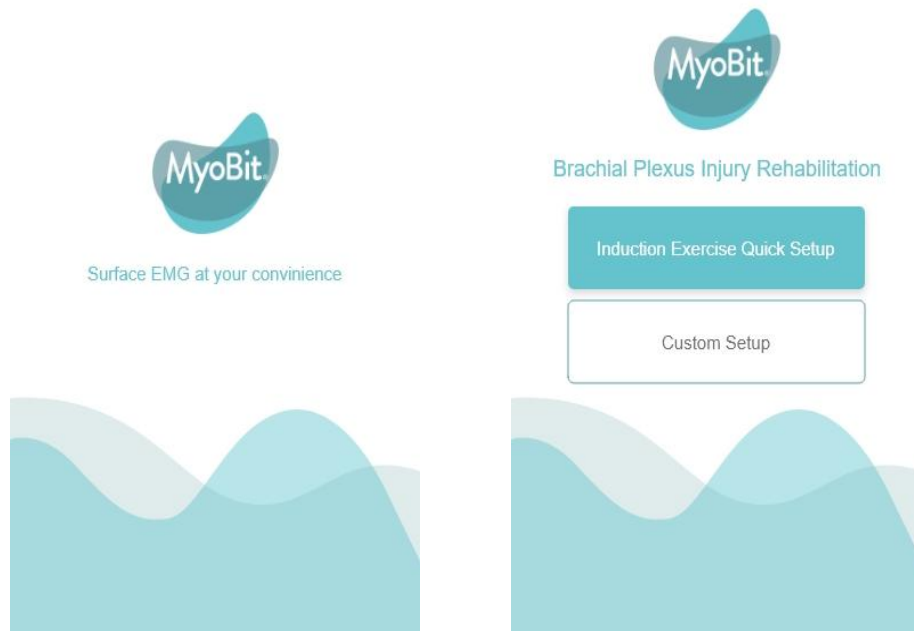 MyoBit®
Surface EMG at your convinience
MyoBit®
Brachial Plexus Injury Rehabilitation
Induction Exercise Quick Setup
Custom Setup